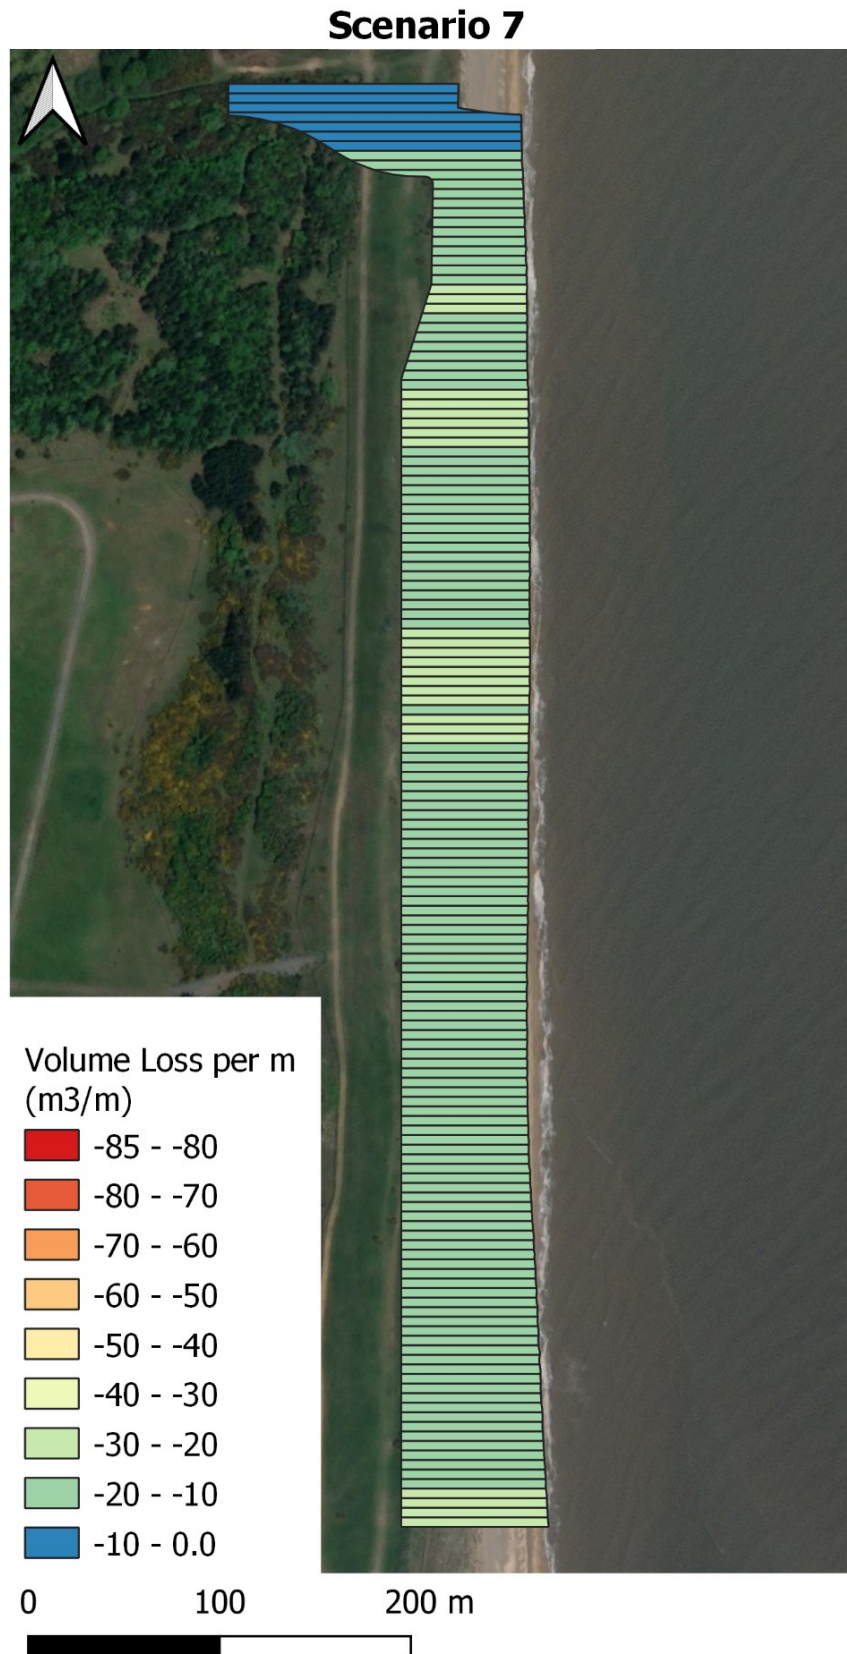 Scenario 7
Volume Loss per m
(m3/m)
-85 - -80
-80 - -70
-70 - -60
-60 - -50
-50 - -40
-40 - -30
-30 - -20
-20 - -10
-10 - 0.0
0 100 200 m